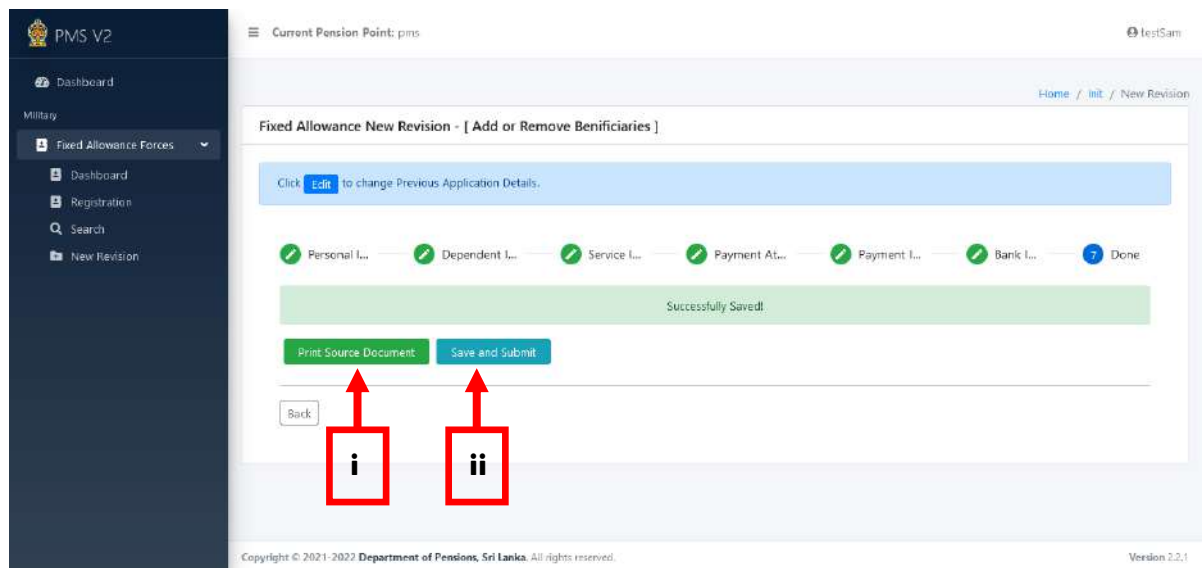 PMS V2
Current Pension Point: pms
testSam
Dashboard
Home / Init / New Revision
Military
Fixed Allowance New Revision - [ Add or Remove Benificiaries ]
Fixed Allowance Forces
Dashboard
Click Edit to change Previous Application Details.
Registration
Search
New Revision
Personal I... Dependent I... Service I... Payment At... Payment I... Bank I... 7 Done
Successfully Saved!
Print Source Document Save and Submit
Back
i ii
Copyright © 2021-2022 Department of Pensions, Sri Lanka. All rights reserved.
Version 2.2.1